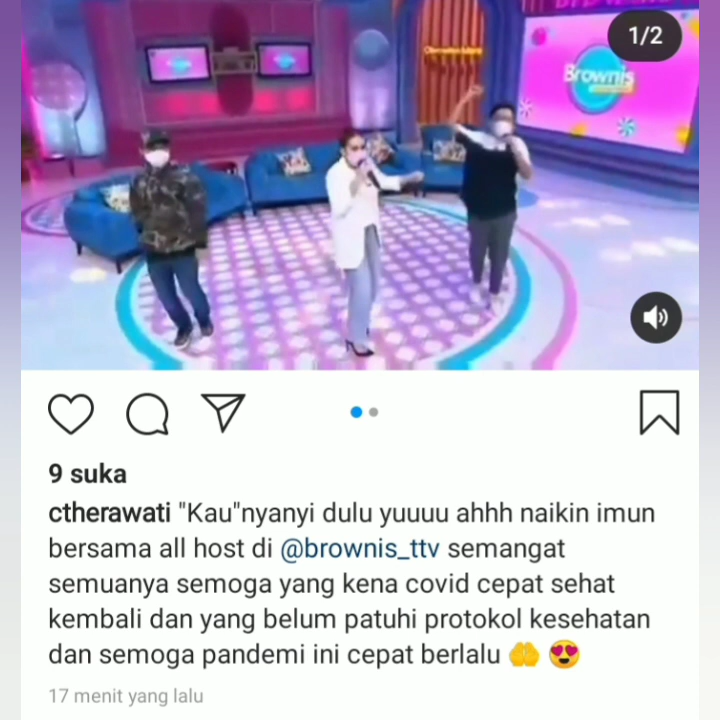 1/2
Brownis
9 suka
ctherawati "Kau"nyanyi dulu yuuuu ahhh naikin imun
bersama all host di @brownis_ttv semangat
semuanya semoga yang kena covid cepat sehat
kembali dan yang belum patuhi protokol kesehatan
dan semoga pandemi ini cepat berlalu 🤲 😍
17 menit yang lalu